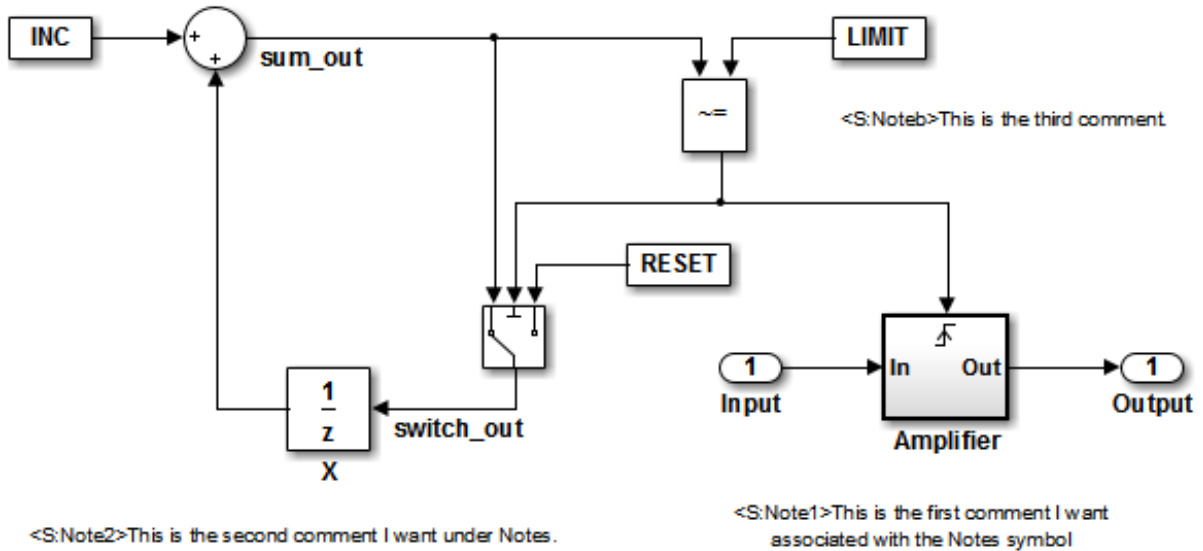 INC
+
+
sum_out
LIMIT
~=
<S:Noteb>This is the third comment.
RESET
1
z
X
switch_out
1
Input
In
Out
Amplifier
1
Output
<S:Note2>This is the second comment I want under Notes.
<S:Note1>This is the first comment I want
associated with the Notes symbol